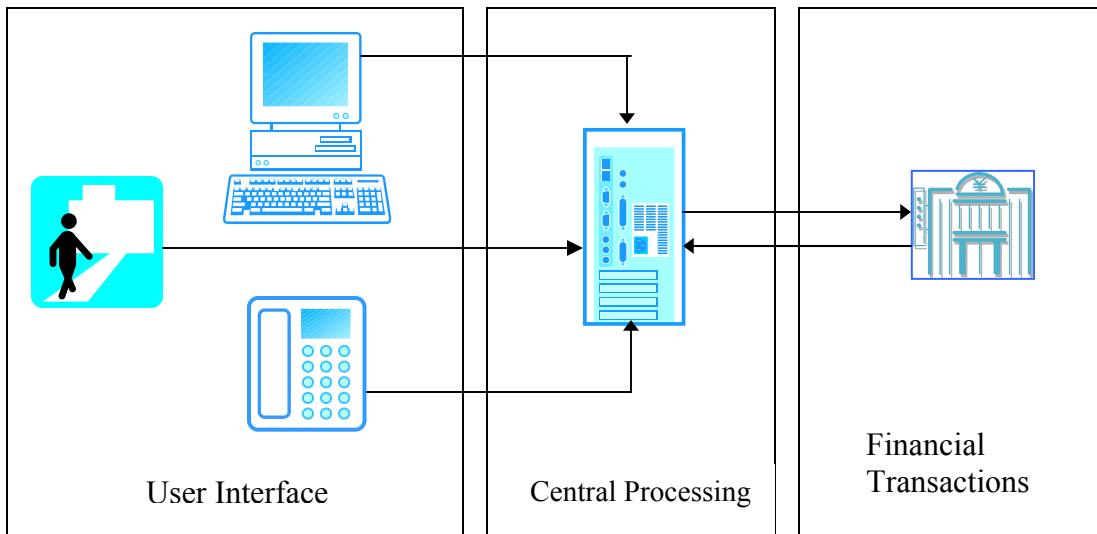 User Interface
Central Processing
Financial
Transactions
¥